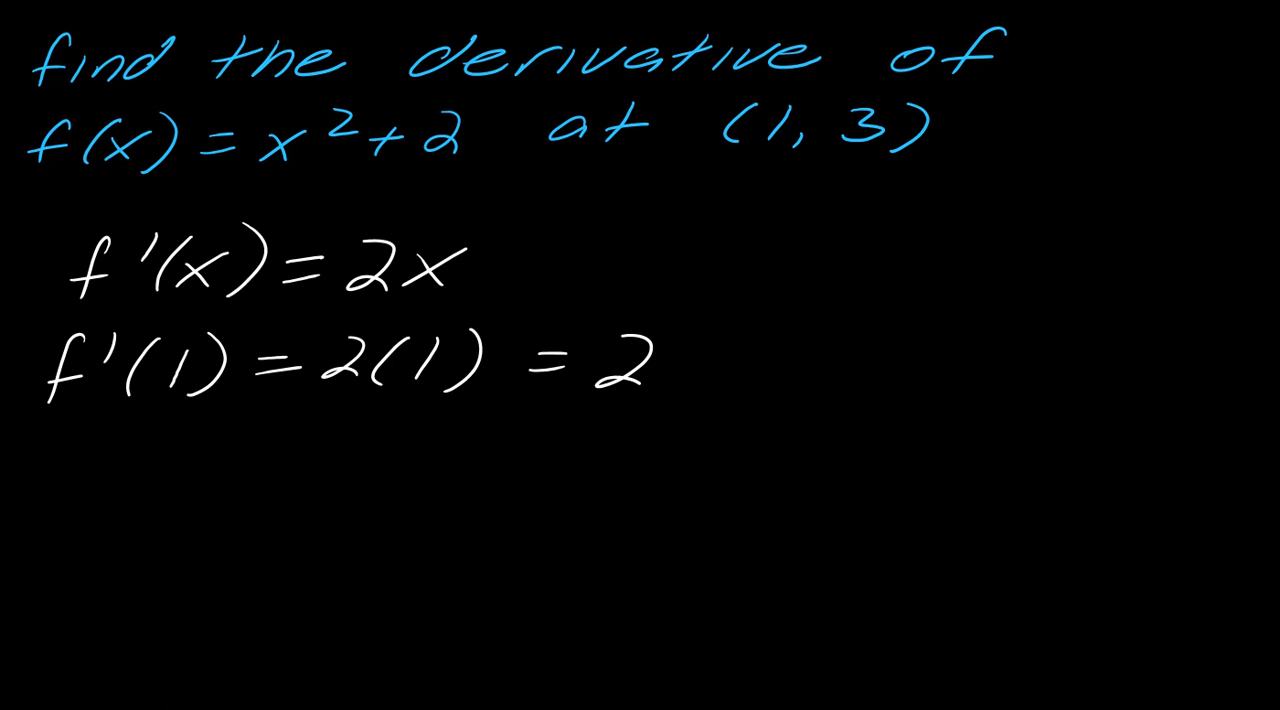 find the derivative of
f(x) = x² + 2 at (1, 3)
f'(x) = 2x
f'(1) = 2(1) = 2